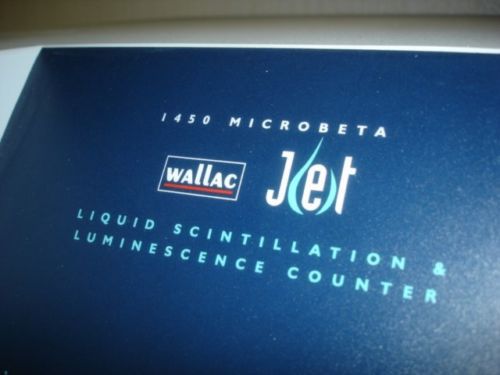 1450 MICROBETA
WALLAC Jet
LIQUID SCINTILLATION &
LUMINESCENCE COUNTER